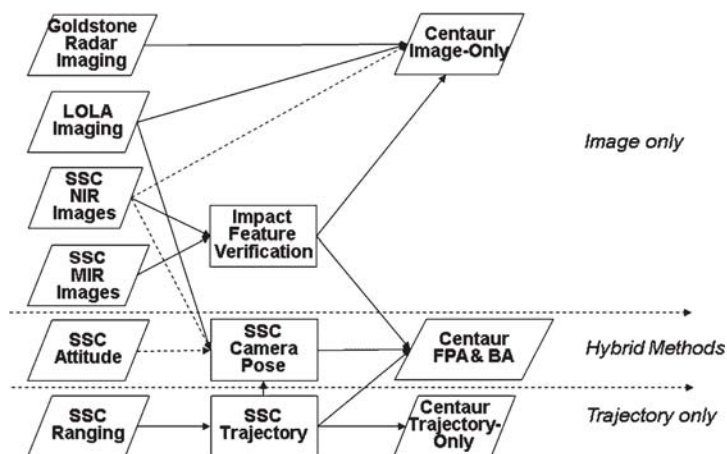 Goldstone
Radar
Imaging
Centaur
Image-Only
LOLA
Imaging
Image only
SSC
NIR
Images
Impact
Feature
Verification
SSC
MIR
Images
SSC
Attitude
SSC
Camera
Pose
Centaur
FPA & BA
Hybrid Methods
SSC
Ranging
SSC
Trajectory
Centaur
Trajectory-
Only
Trajectory only